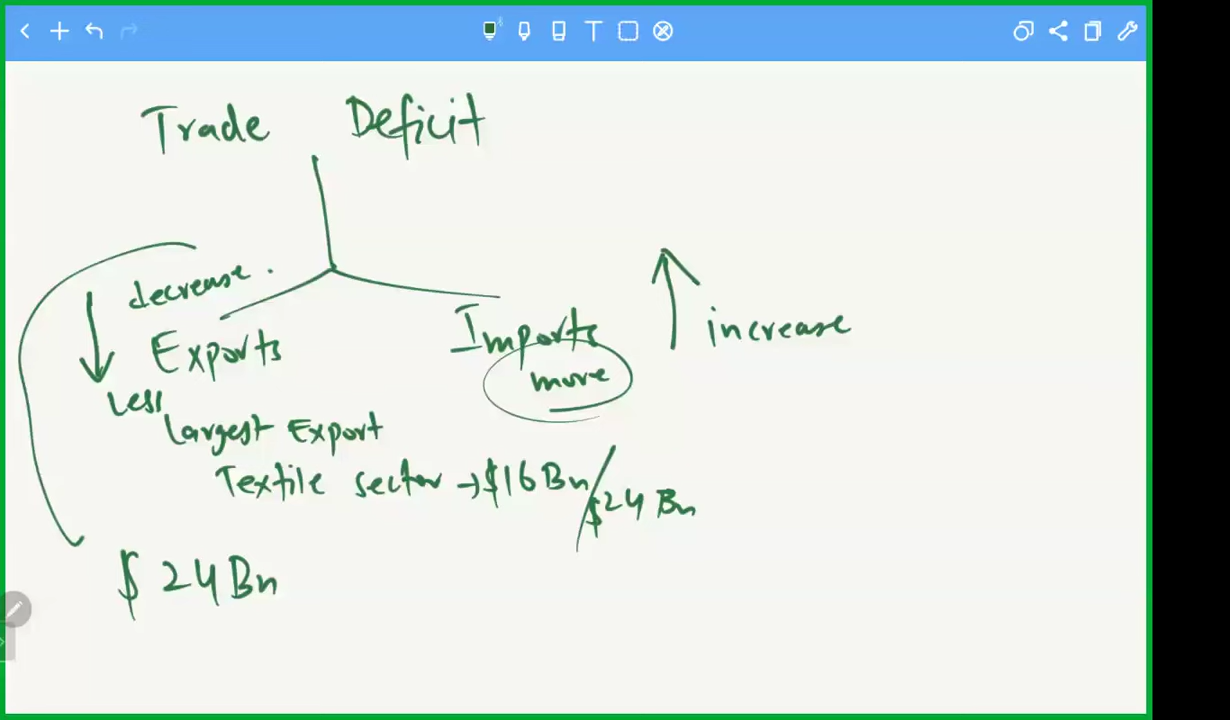 Trade Deficit
decrease.
Exports
Less
Imports
more
increase
Largest Export
Textile sector → $16 Bn / $24 Bn
$ 24 Bn